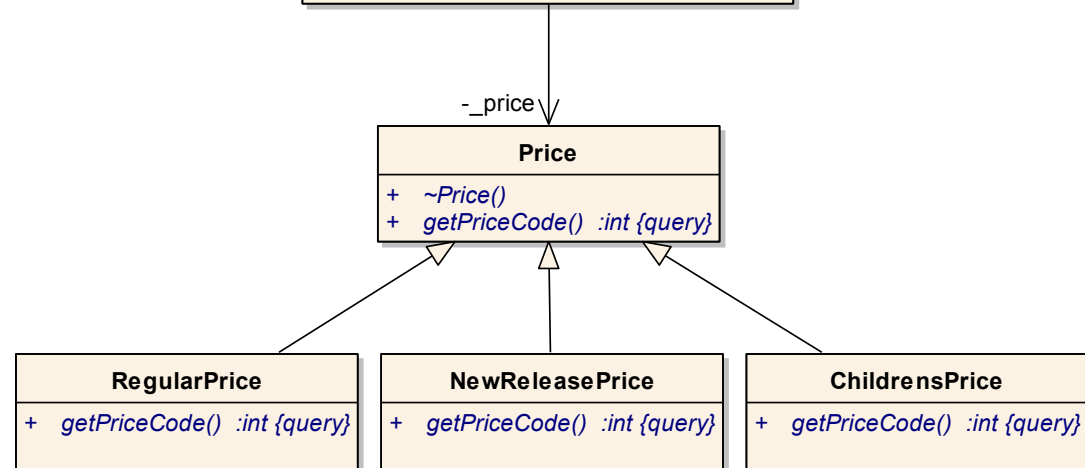 -_price
Price
+ ~Price()
+ getPriceCode() :int {query}
RegularPrice
+ getPriceCode() :int {query}
NewReleasePrice
+ getPriceCode() :int {query}
ChildrensPrice
+ getPriceCode() :int {query}